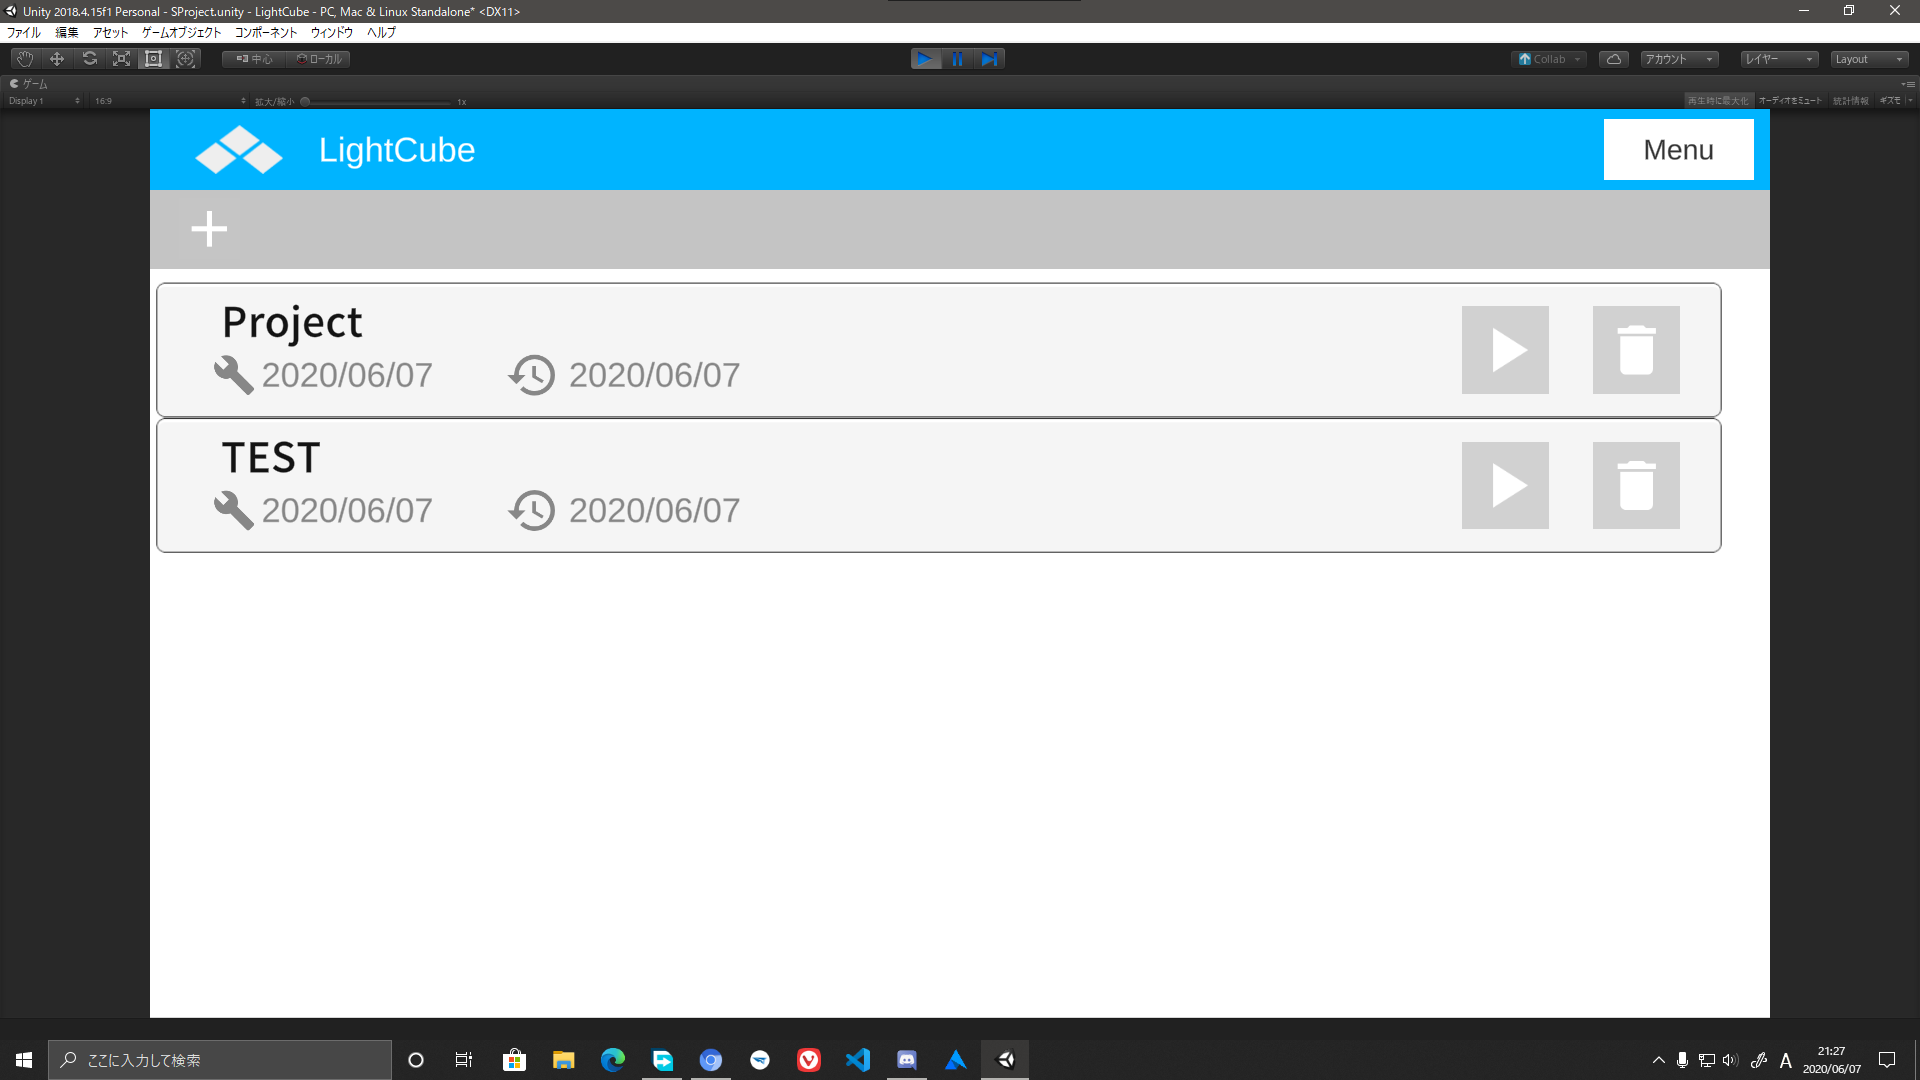 Unity 2018.4.15f1 Personal - SProject.unity - LightCube - PC, Mac & Linux Standalone* <DX11>
ファイル 編集 アセット ゲームオブジェクト コンポーネント ウィンドウ ヘルプ
中心 ローカル Collab アカウント レイヤー Layout
ゲーム
Display 1 16:9 拡大/縮小 1x 再生時に最大化 オーディオをミュート 統計情報 ギズモ
LightCube Menu
Project
2020/06/07 2020/06/07
TEST
2020/06/07 2020/06/07
ここに入力して検索
A
21:27
2020/06/07